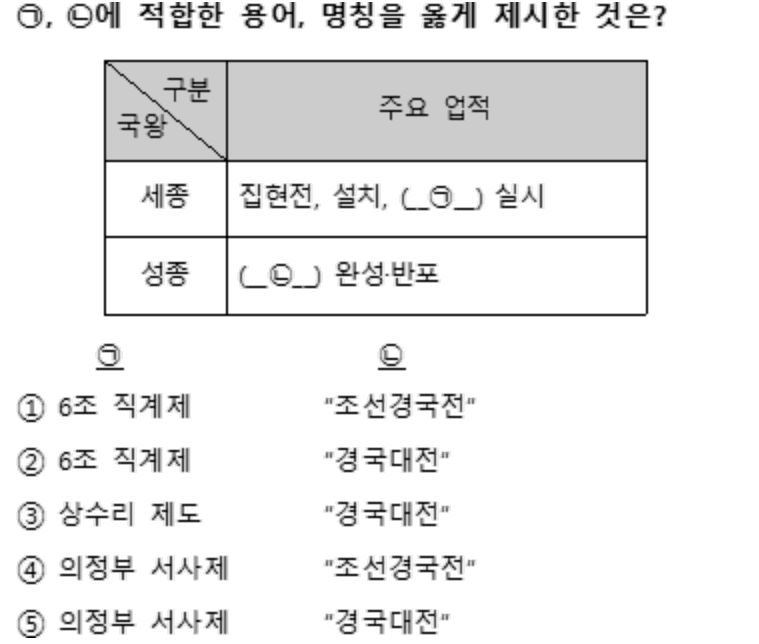 ㉠, ㉡에 적합한 용어, 명칭을 옳게 제시한 것은?
구분
국왕
주요 업적
세종
집현전, 설치, (__㉠__) 실시
성종
(__㉡__) 완성·반포
㉠ ㉡
① 6조 직계제 "조선경국전"
② 6조 직계제 "경국대전"
③ 상수리 제도 "경국대전"
④ 의정부 서사제 "조선경국전"
⑤ 의정부 서사제 "경국대전"